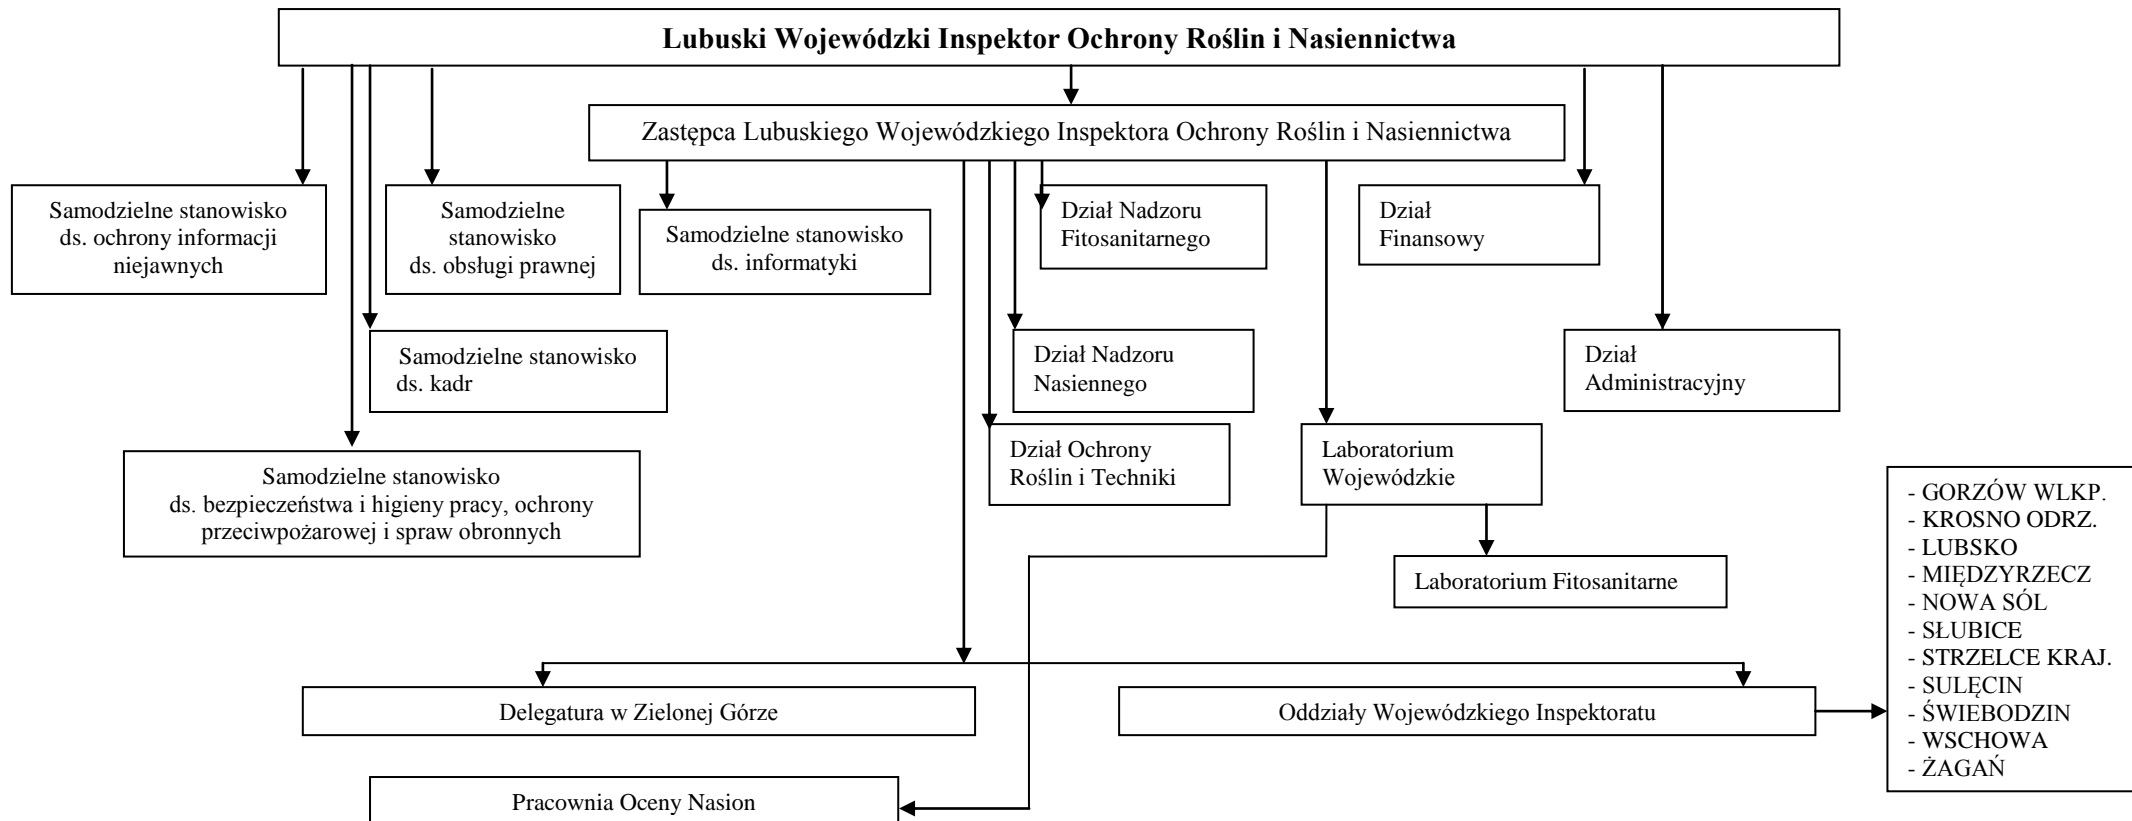 Lubuski Wojewódzki Inspektor Ochrony Roślin i Nasiennictwa
Zastępca Lubuskiego Wojewódzkiego Inspektora Ochrony Roślin i Nasiennictwa
Samodzielne stanowisko
ds. ochrony informacji
niejawnych
Samodzielne
stanowisko
ds. obsługi prawnej
Samodzielne stanowisko
ds. informatyki
Dział Nadzoru
Fitosanitarnego
Dział
Finansowy
Samodzielne stanowisko
ds. kadr
Dział Nadzoru
Nasiennego
Dział
Administracyjny
Samodzielne stanowisko
ds. bezpieczeństwa i higieny pracy, ochrony
przeciwpożarowej i spraw obronnych
Dział Ochrony
Roślin i Techniki
Laboratorium
Wojewódzkie
Laboratorium Fitosanitarne
- GORZÓW WLKP.
- KROSNO ODRZ.
- LUBSKO
- MIĘDZYRZECZ
- NOWA SÓL
- SŁUBICE
- STRZELCE KRAJ.
- SULĘCIN
- ŚWIEBODZIN
- WSCHOWA
- ŻAGAŃ
Delegatura w Zielonej Górze
Oddziały Wojewódzkiego Inspektoratu
Pracownia Oceny Nasion